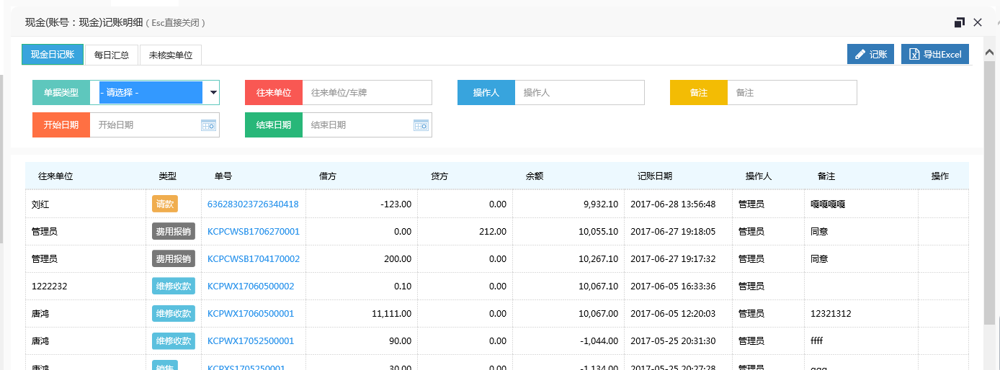 现金(账号：现金)记账明细 ( Esc直接关闭 )
现金日记账 每日汇总 未核实单位 记账 导出Excel
单据类型 - 请选择 - 往来单位 往来单位/车牌 操作人 操作人 备注 备注
开始日期 开始日期 结束日期 结束日期
往来单位 类型 单号 借方 贷方 余额 记账日期 操作人 备注 操作
刘红 请款 636283023726340418 -123.00 0.00 9,932.10 2017-06-28 13:56:48 管理员 嘎嘎嘎嘎
管理员 费用报销 KCPCWSB1706270001 0.00 212.00 10,055.10 2017-06-27 19:18:05 管理员 同意
管理员 费用报销 KCPCWSB1704170002 200.00 0.00 10,267.10 2017-06-27 19:17:32 管理员 同意
1222232 维修收款 KCPWX17060500002 0.10 0.00 10,067.10 2017-06-05 16:33:36 管理员
唐鸿 维修收款 KCPWX17060500001 11,111.00 0.00 10,067.00 2017-06-05 12:20:03 管理员 12321312
唐鸿 维修收款 KCPWX17052500001 90.00 0.00 -1,044.00 2017-05-25 20:31:30 管理员 ffff
唐鸿 销售 KCPXS1705250001 30.00 0.00 -1,134.00 2017-05-25 20:27:28 管理员